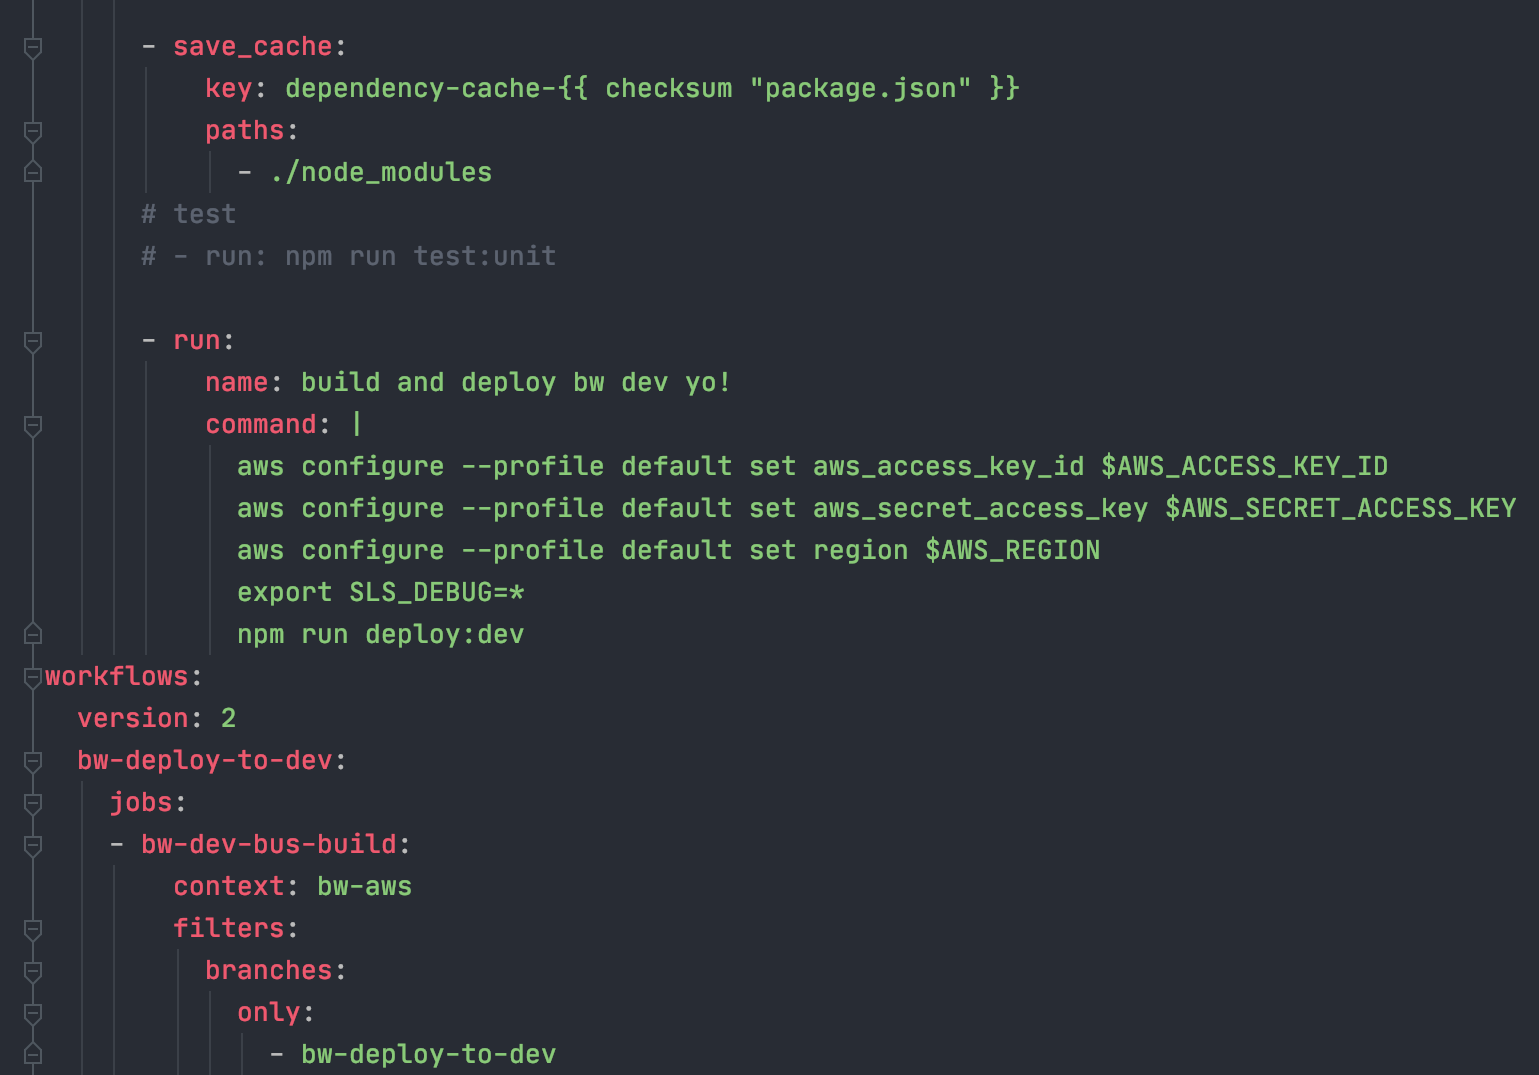 - save_cache:
key: dependency-cache-{{ checksum "package.json" }}
paths:
- ./node_modules
# test
# - run: npm run test:unit
- run:
name: build and deploy bw dev yo!
command: |
aws configure --profile default set aws_access_key_id $AWS_ACCESS_KEY_ID
aws configure --profile default set aws_secret_access_key $AWS_SECRET_ACCESS_KEY
aws configure --profile default set region $AWS_REGION
export SLS_DEBUG=*
npm run deploy:dev
workflows:
version: 2
bw-deploy-to-dev:
jobs:
- bw-dev-bus-build:
context: bw-aws
filters:
branches:
only:
- bw-deploy-to-dev